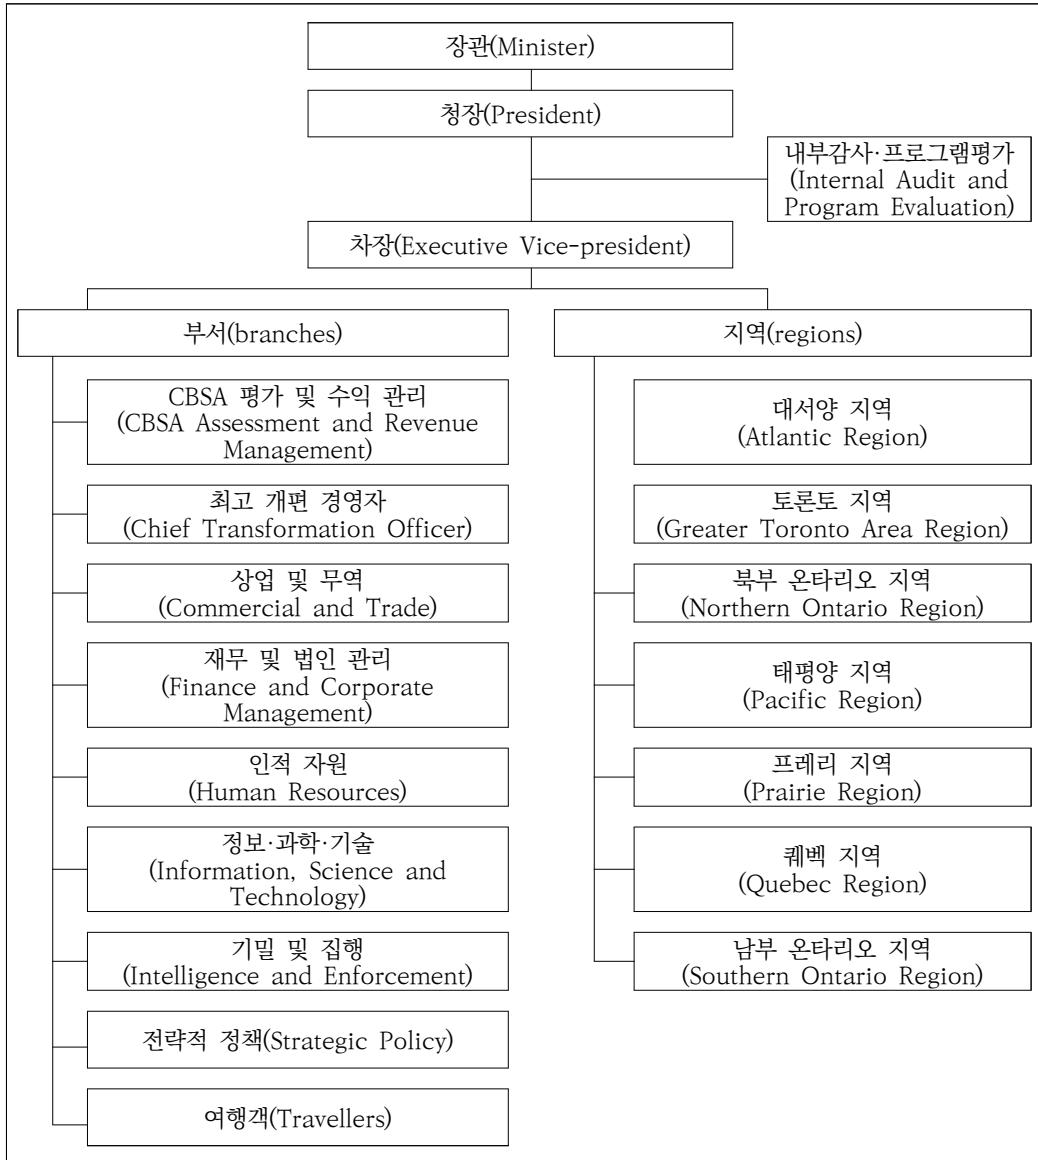 장관(Minister)
청장(President)
내부감사·프로그램평가
(Internal Audit and
Program Evaluation)
차장(Executive Vice-president)
부서(branches)
CBSA 평가 및 수익 관리
(CBSA Assessment and Revenue
Management)
최고 개편 경영자
(Chief Transformation Officer)
상업 및 무역
(Commercial and Trade)
재무 및 법인 관리
(Finance and Corporate
Management)
인적 자원
(Human Resources)
정보·과학·기술
(Information, Science and
Technology)
기밀 및 집행
(Intelligence and Enforcement)
전략적 정책(Strategic Policy)
여행객(Travellers)
지역(regions)
대서양 지역
(Atlantic Region)
토론토 지역
(Greater Toronto Area Region)
북부 온타리오 지역
(Northern Ontario Region)
태평양 지역
(Pacific Region)
프레리 지역
(Prairie Region)
퀘벡 지역
(Quebec Region)
남부 온타리오 지역
(Southern Ontario Region)